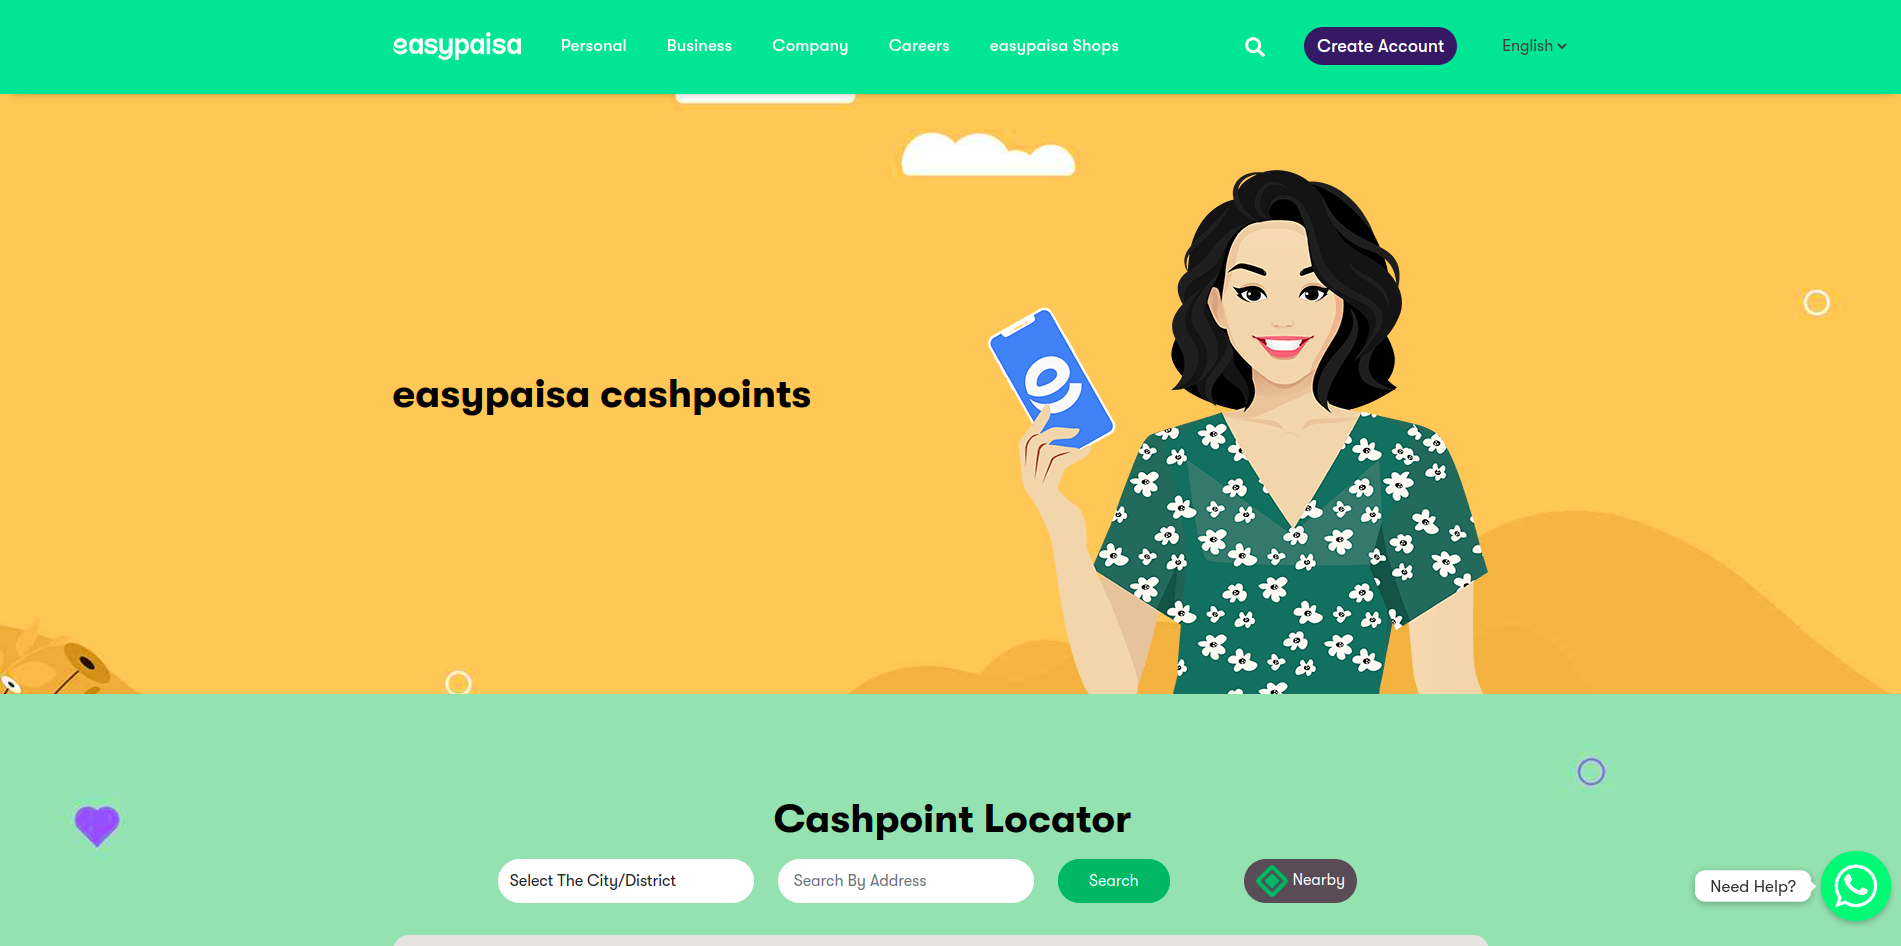 easypaisa
Personal
Business
Company
Careers
easypaisa Shops
Create Account
English
easypaisa cashpoints
Cashpoint Locator
Select The City/District
Search By Address
Search
Nearby
Need Help?